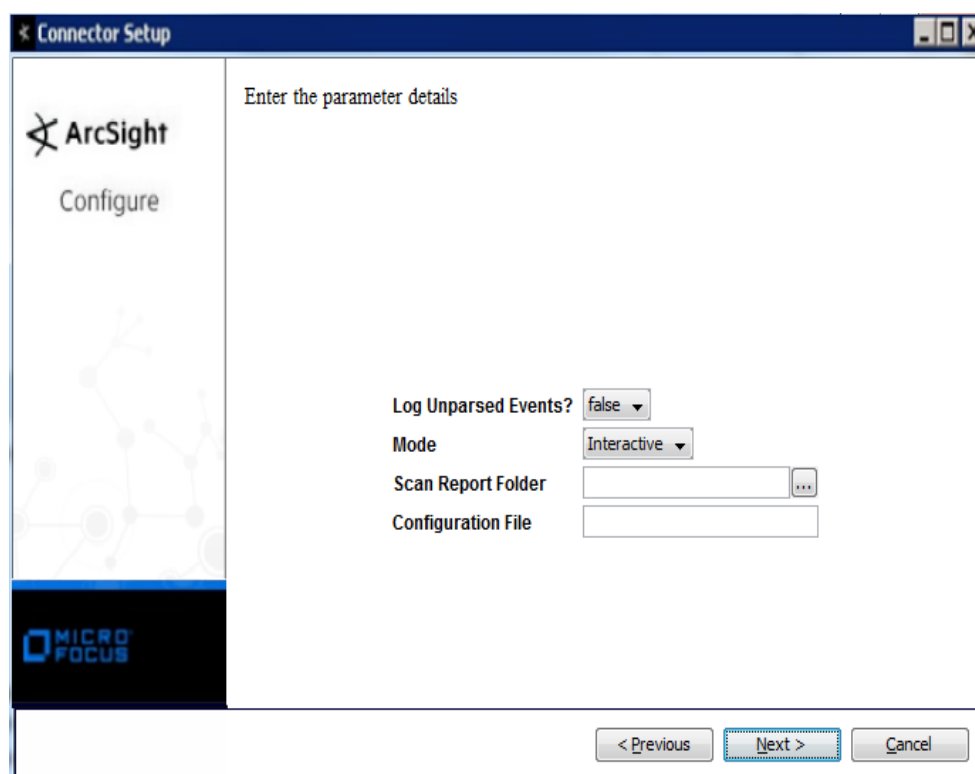 Connector Setup
ArcSight
Configure
Enter the parameter details
Log Unparsed Events? false
Mode Interactive
Scan Report Folder ...
Configuration File
MICRO
FOCUS
< Previous Next > Cancel